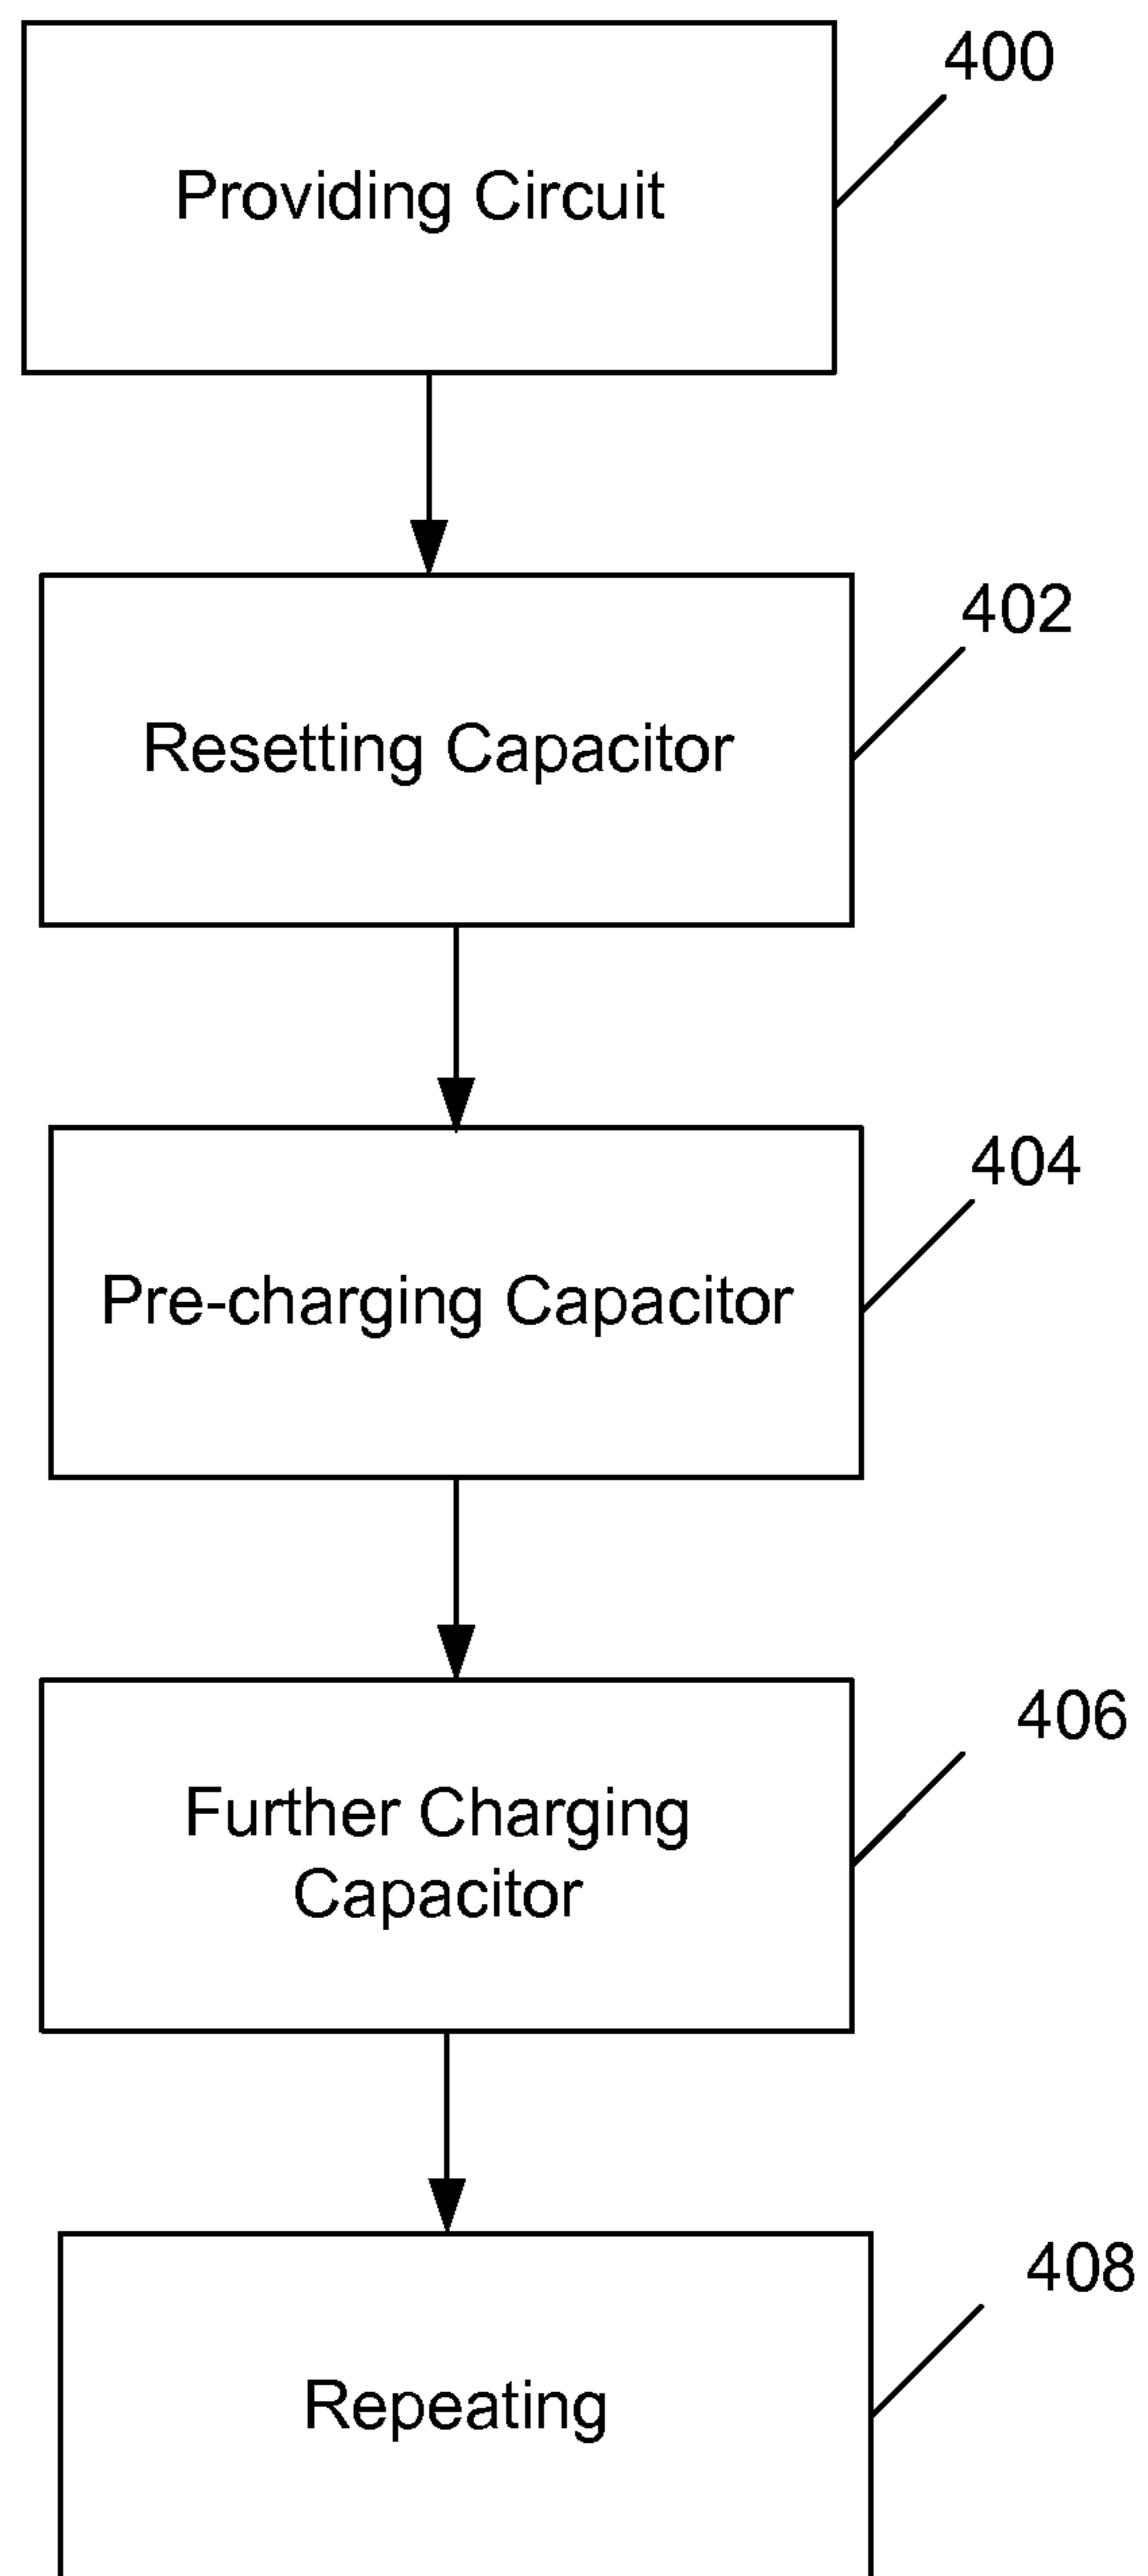 400
Providing Circuit
402
Resetting Capacitor
404
Pre-charging Capacitor
406
Further Charging
Capacitor
408
Repeating